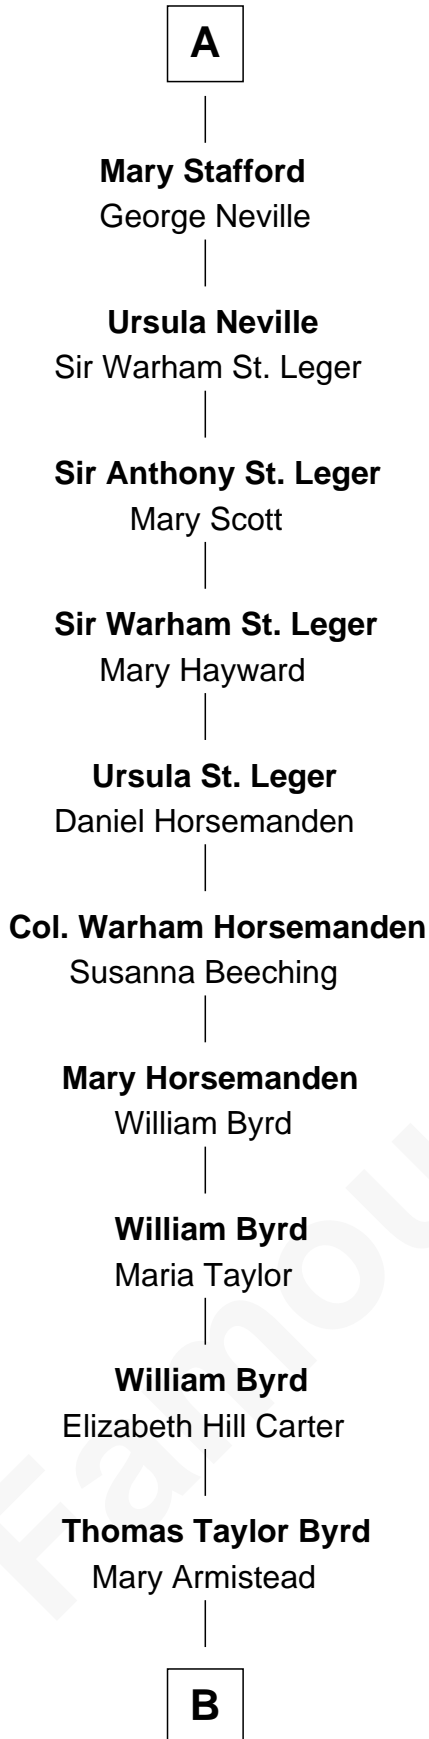 A
Mary Stafford
George Neville
Ursula Neville
Sir Warham St. Leger
Sir Anthony St. Leger
Mary Scott
Sir Warham St. Leger
Mary Hayward
Ursula St. Leger
Daniel Horsemanden
Col. Warham Horsemanden
Susanna Beeching
Mary Horsemanden
William Byrd
William Byrd
Maria Taylor
William Byrd
Elizabeth Hill Carter
Thomas Taylor Byrd
Mary Armistead
B
Famou